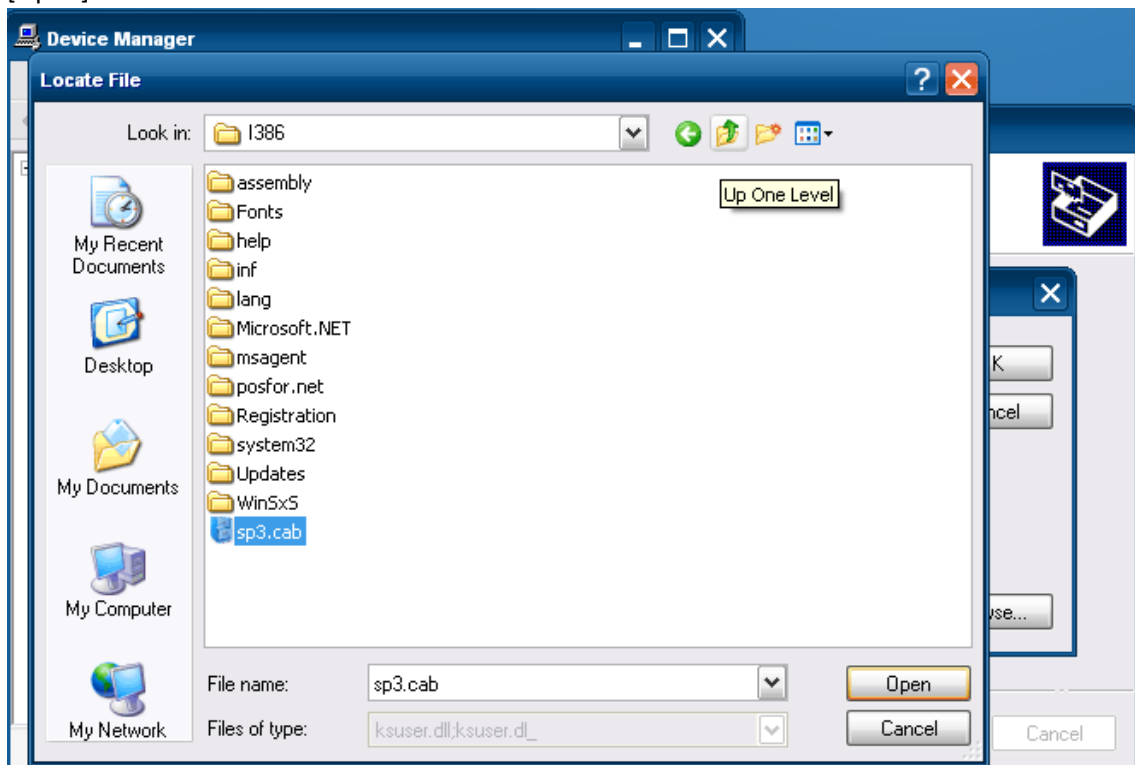 Device Manager
Locate File
Look in:
I386
Up One Level
My Recent
Documents
Desktop
My Documents
My Computer
My Network
assembly
Fonts
help
inf
lang
Microsoft.NET
msagent
posfor.net
Registration
system32
Updates
WinSxS
sp3.cab
File name:
sp3.cab
Open
Files of type:
ksuser.dll;ksuser.dl_
Cancel
K
ncel
wse...
Cancel